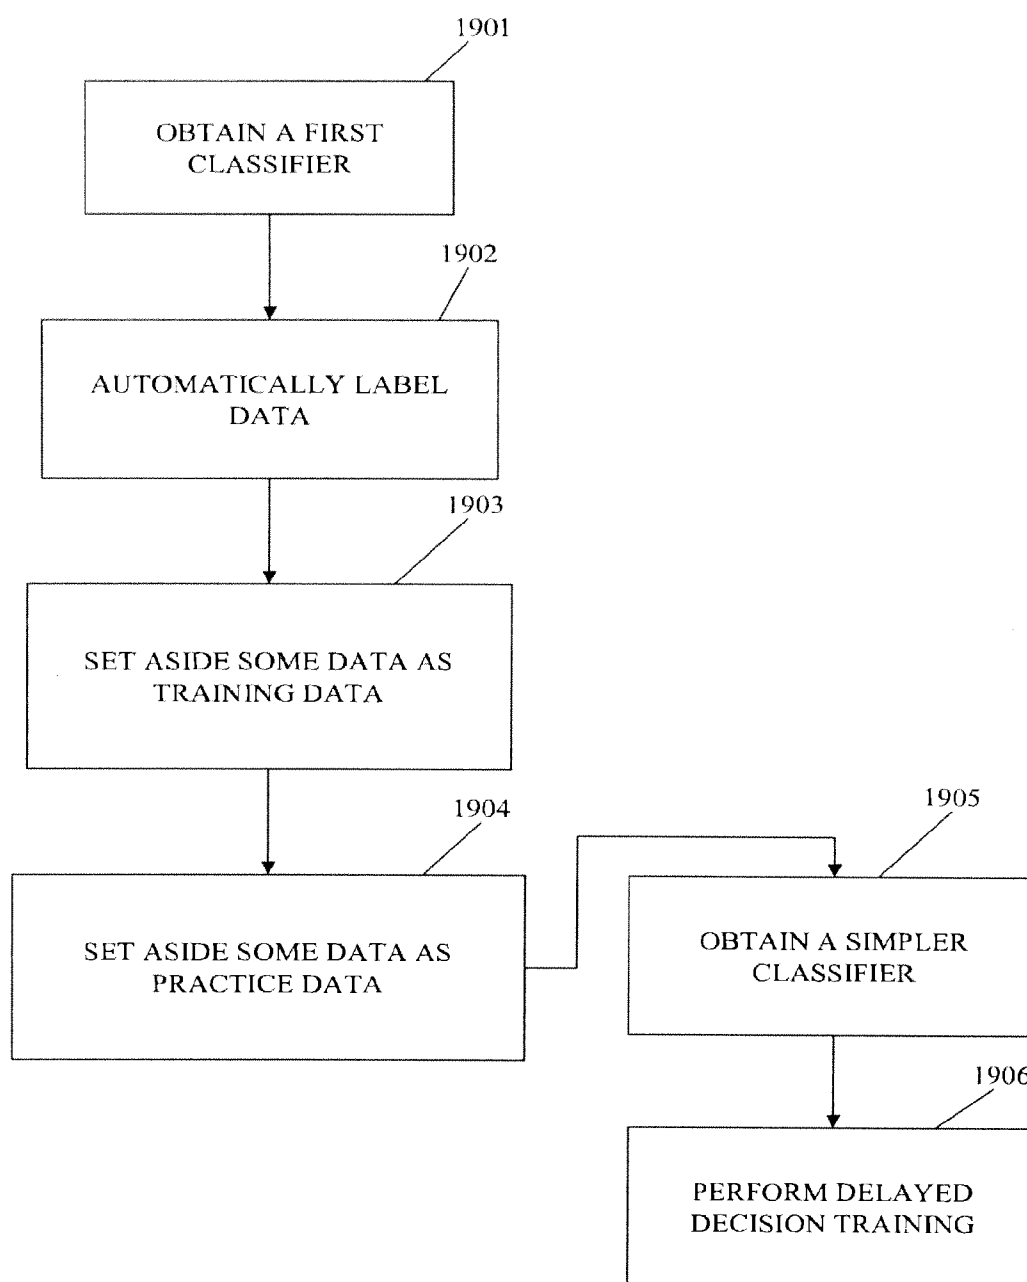 1901
OBTAIN A FIRST
CLASSIFIER
1902
AUTOMATICALLY LABEL
DATA
1903
SET ASIDE SOME DATA AS
TRAINING DATA
1904
SET ASIDE SOME DATA AS
PRACTICE DATA
1905
OBTAIN A SIMPLER
CLASSIFIER
1906
PERFORM DELAYED
DECISION TRAINING